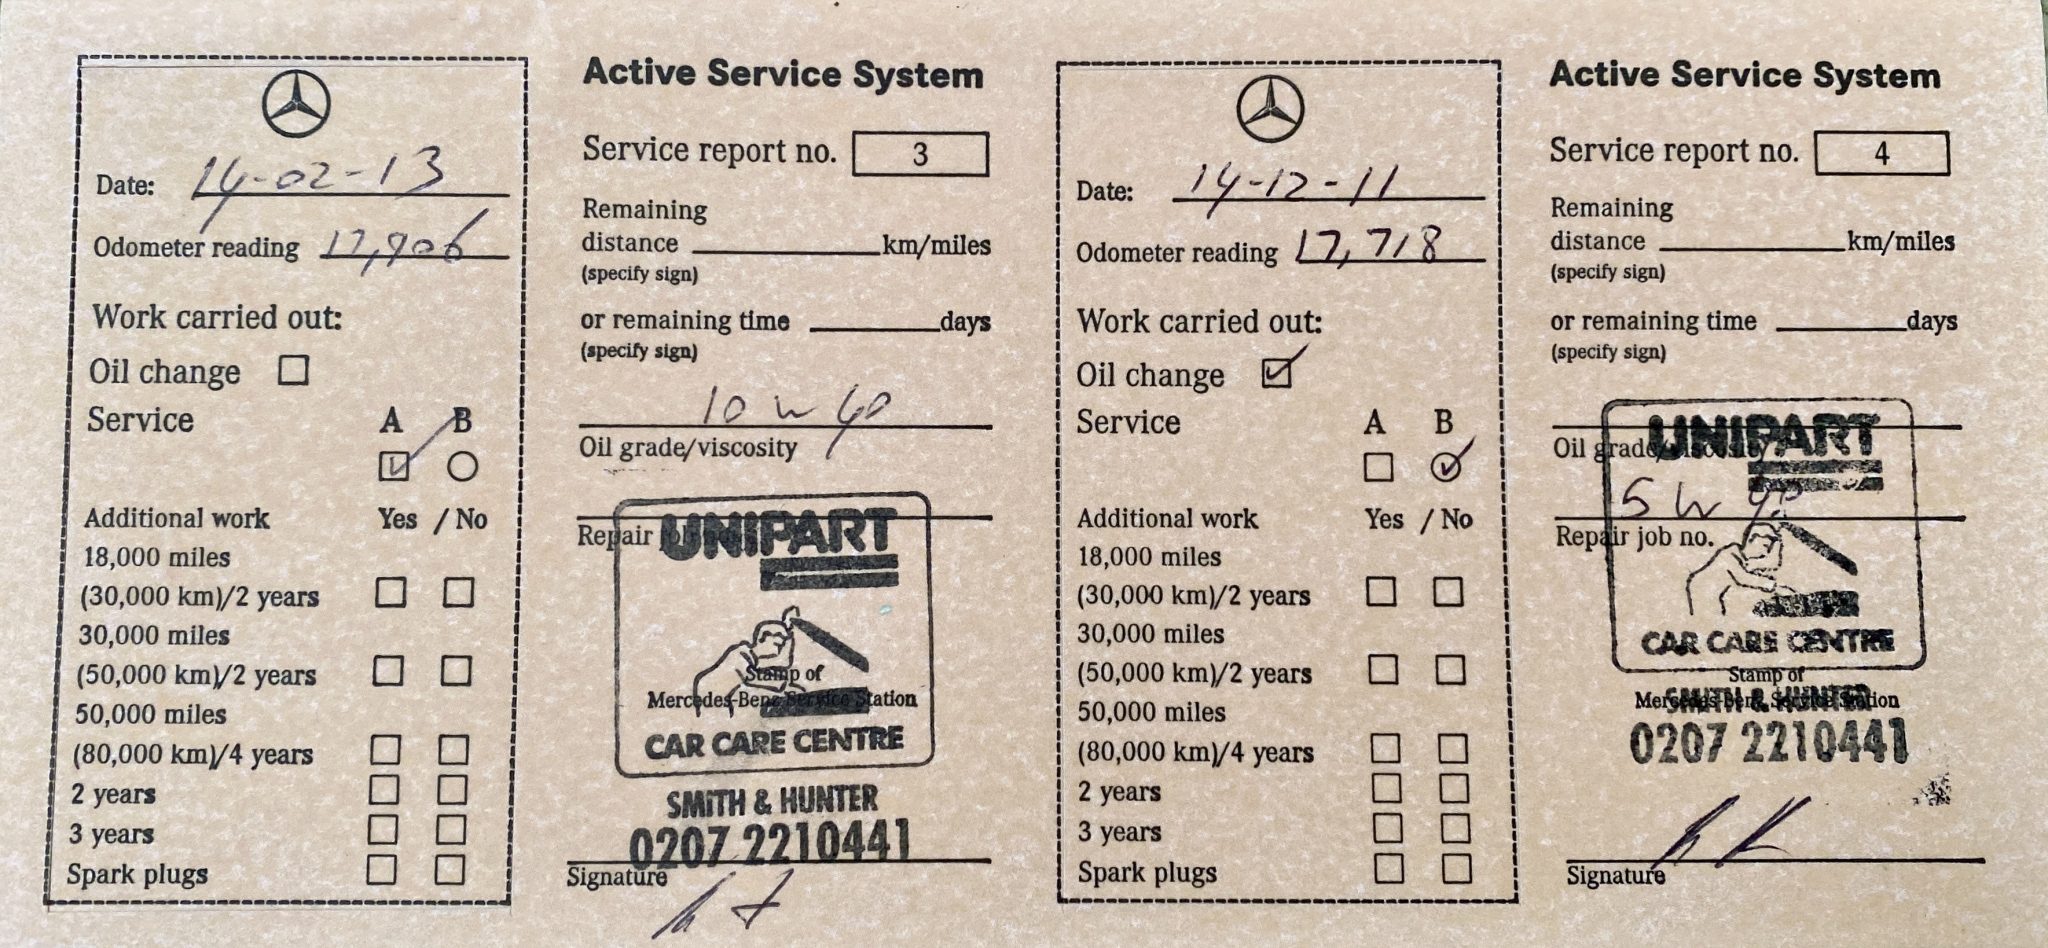 Active Service System
Date: 14-02-13
Service report no. 3
Odometer reading 17,906
Remaining
distance km/miles
(specify sign)
Work carried out:
or remaining time days
(specify sign)
Oil change
10 W 40
Oil grade/viscosity
Service A B
Repair job no.
UNIPART
Additional work Yes / No
18,000 miles
(30,000 km)/2 years
30,000 miles
(50,000 km)/2 years
50,000 miles
(80,000 km)/4 years
2 years
3 years
Spark plugs
Stamp of
Mercedes-Benz Service Station
CAR CARE CENTRE
SMITH & HUNTER
0207 2210441
Signature
Active Service System
Date: 14-12-11
Service report no. 4
Odometer reading 17,718
Remaining
distance km/miles
(specify sign)
Work carried out:
or remaining time days
(specify sign)
Oil change
Service A B
UNIPART
Oil grade/viscosity
5 W 40
Repair job no.
Additional work Yes / No
18,000 miles
(30,000 km)/2 years
30,000 miles
(50,000 km)/2 years
50,000 miles
(80,000 km)/4 years
2 years
3 years
Spark plugs
CAR CARE CENTRE
Stamp of
Mercedes-Benz Service Station
SMITH & HUNTER
0207 2210441
Signature